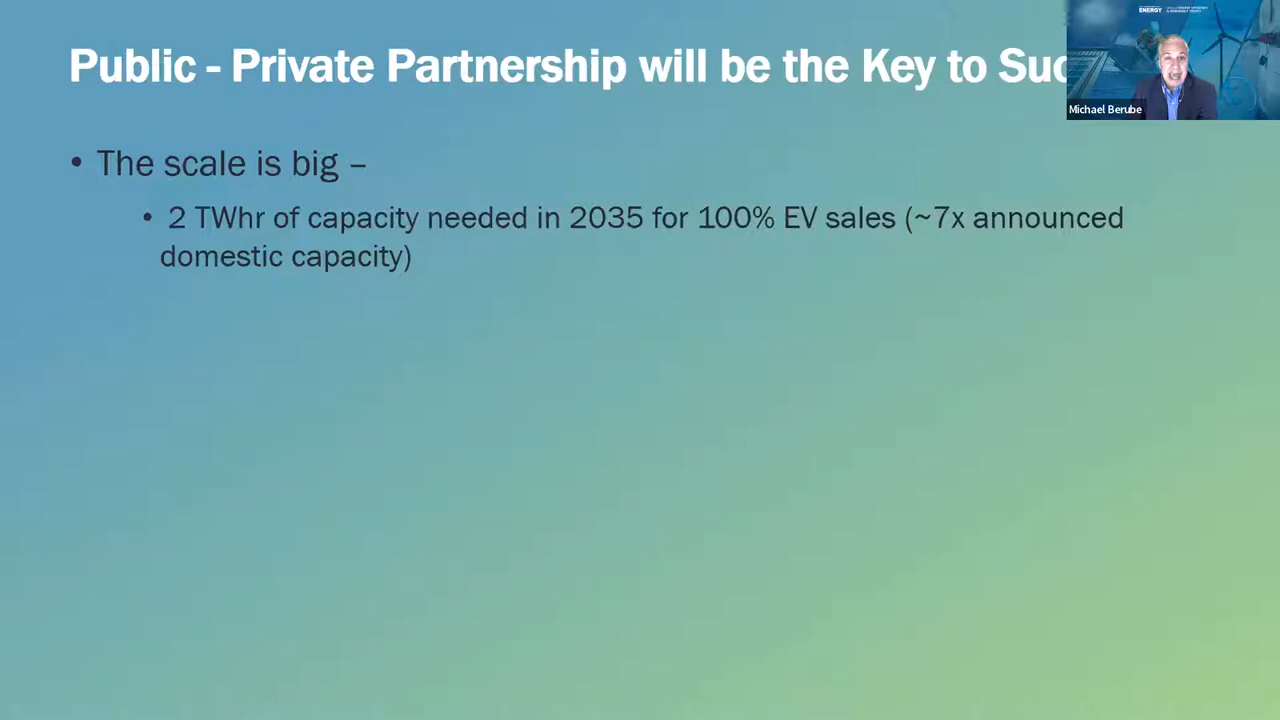 Public - Private Partnership will be the Key to
ENERGY
Michael Berube
• The scale is big –
• 2 TWhr of capacity needed in 2035 for 100% EV sales (~7x announced
domestic capacity)